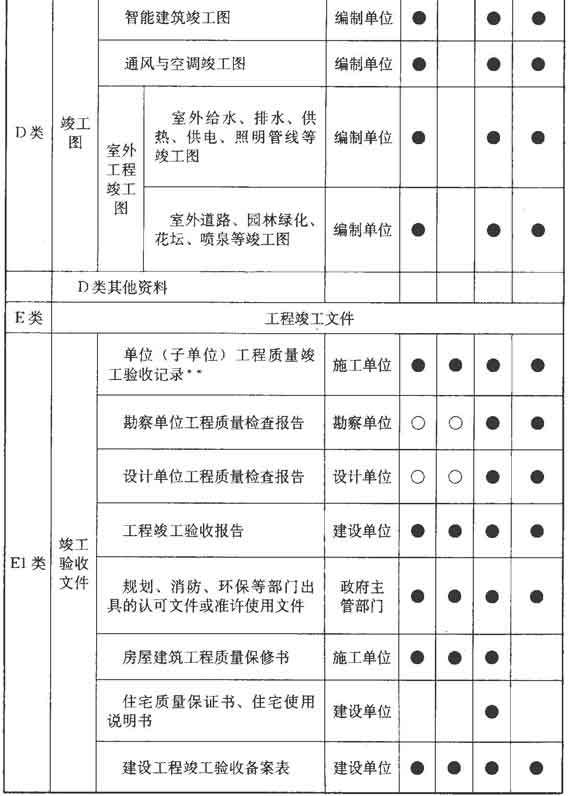 智能建筑竣工图 编制单位 ● ● ●
通风与空调竣工图 编制单位 ● ● ●
D类 竣工
图
室外
工程
竣工
图
室外给水、排水、供
热、供电、照明管线等
竣工图
编制单位 ● ● ●
室外道路、园林绿化、
花坛、喷泉等竣工图
编制单位 ● ● ●
D类其他资料
E类 工程竣工文件
E1类 竣工
验收
文件
单位（子单位）工程质量竣
工验收记录**
施工单位 ● ● ● ●
勘察单位工程质量检查报告 勘察单位 ○ ○ ● ●
设计单位工程质量检查报告 设计单位 ○ ○ ● ●
工程竣工验收报告 建设单位 ● ● ● ●
规划、消防、环保等部门出
具的认可文件或准许使用文件
政府主
管部门
● ● ● ●
房屋建筑工程质量保修书 施工单位 ● ● ●
住宅质量保证书、住宅使用
说明书
建设单位 ●
建设工程竣工验收备案表 建设单位 ● ● ● ●